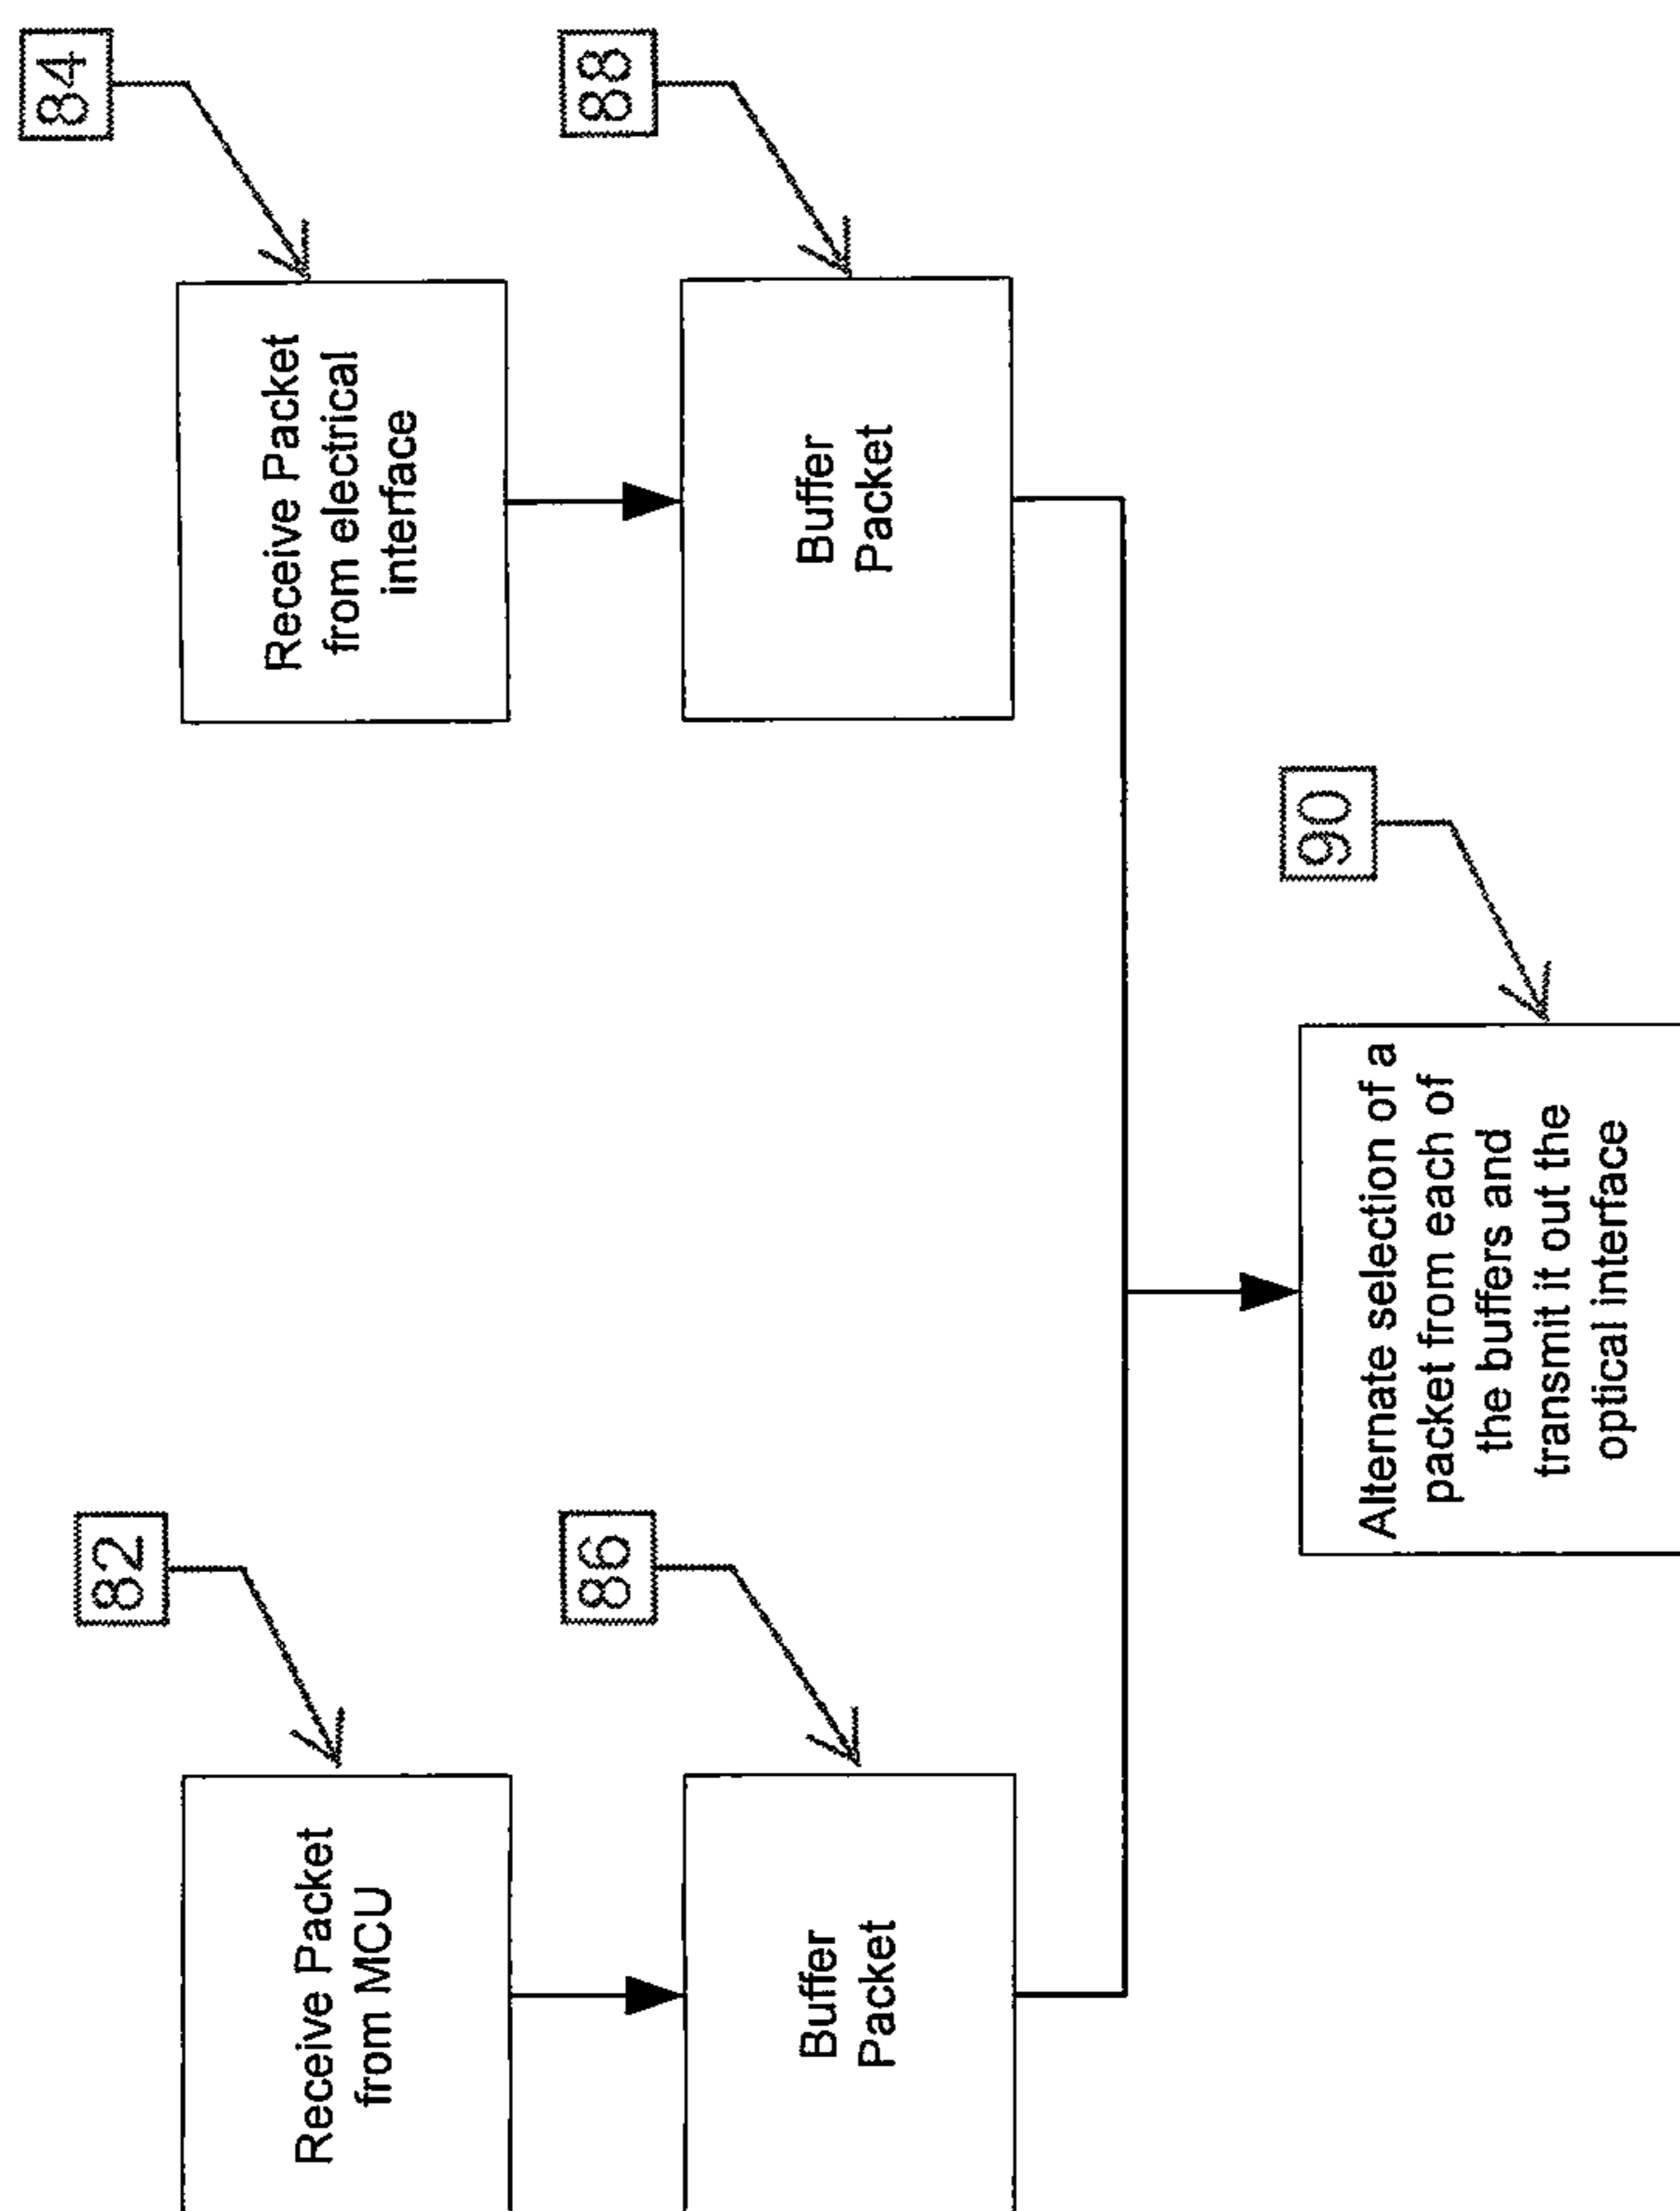 82
Receive Packet
from MCU
84
Receive Packet
from electrical
interface
86
Buffer
Packet
88
Buffer
Packet
90
Alternate selection of a
packet from each of
the buffers and
transmit it out the
optical interface